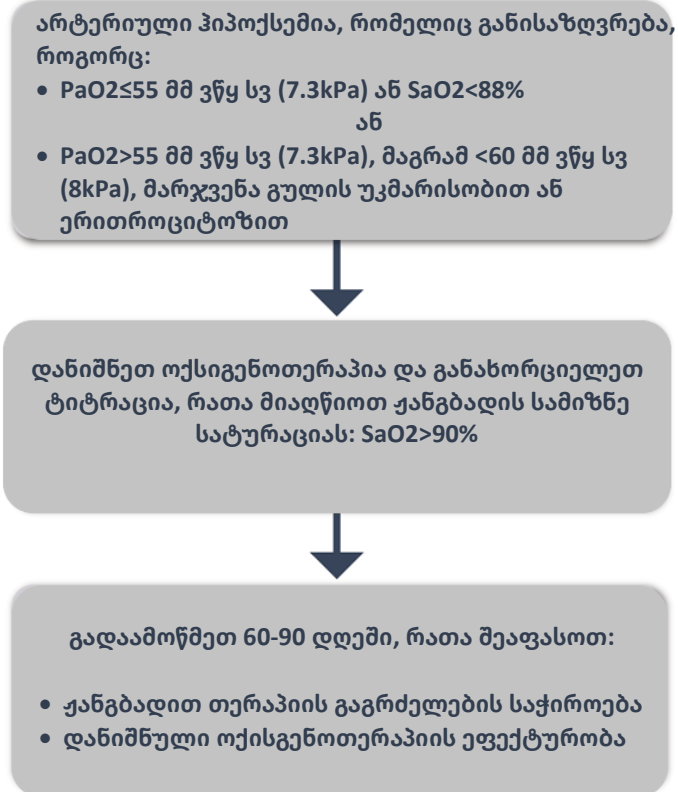 არტერიული ჰიპოქსემია, რომელიც განისაზღვრება,
როგორც:
• PaO2≤55 მმ ვწყ სვ (7.3kPa) ან SaO2<88%
ან
• PaO2>55 მმ ვწყ სვ (7.3kPa), მაგრამ <60 მმ ვწყ სვ
(8kPa), მარჯვენა გულის უკმარისობით ან
ერითროციტოზით
დანიშნეთ ოქსიგენოთერაპია და განახორციელეთ
ტიტრაცია, რათა მიაღწიოთ ჟანგბადის სამიზნე
სატურაციას: SaO2>90%
გადაამოწმეთ 60-90 დღეში, რათა შეაფასოთ:
• ჟანგბადით თერაპიის გაგრძელების საჭიროება
• დანიშნული ოქისგენოთერაპიის ეფექტურობა